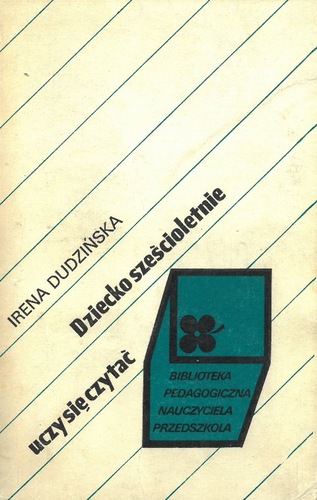 IRENA DUDZIŃSKA
Dziecko sześcioletnie
uczy się czytać
BIBLIOTEKA
PEDAGOGICZNA
NAUCZYCIELA
PRZEDSZKOLA